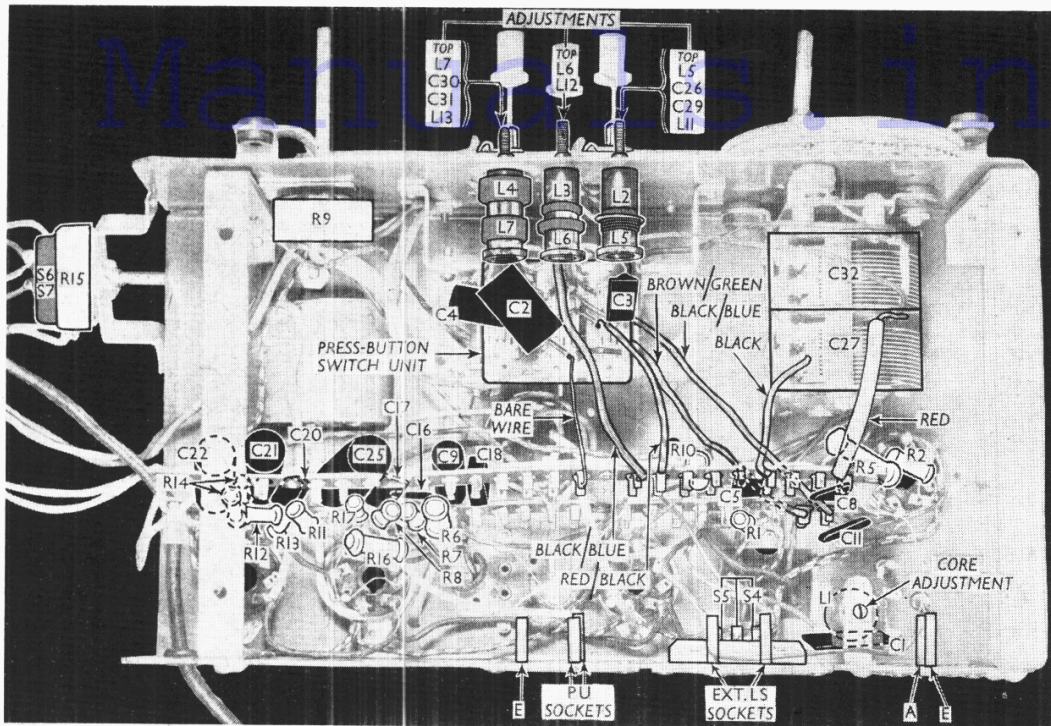 Manuals.in
ADJUSTMENTS
TOP
L7
C30
C31
L13
TOP
L6
L12
TOP
L5
C26
C29
L11
L4
L3
L2
L7
L6
L5
R9
S6
S7
R15
C4
C2
C3
BROWN/GREEN
BLACK/BLUE
BLACK
C32
C27
PRESS-BUTTON
SWITCH UNIT
BARE
WIRE
RED
C17
C16
C20
C22
C21
C25
C9
C18
R10
R5
R2
R14
C5
C8
R12
R13
R11
R17
R16
R6
R7
R8
R1
C11
BLACK/BLUE
RED/BLACK
CORE
ADJUSTMENT
S5
S4
L1
C1
E
PU
SOCKETS
EXT. LS
SOCKETS
A
E